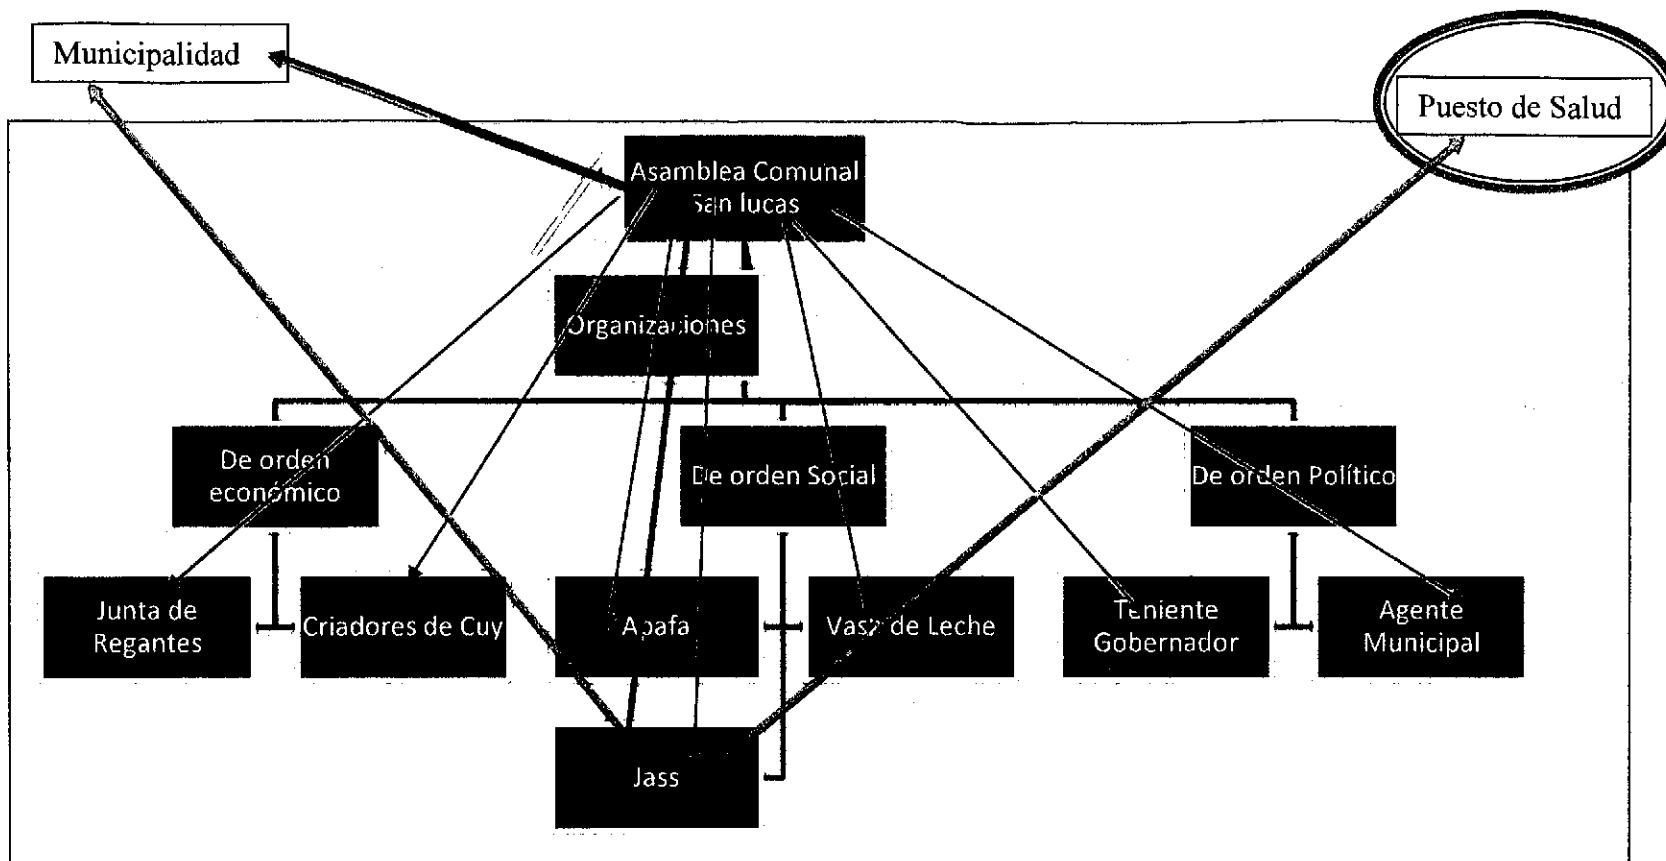 Municipalidad
Puesto de Salud
Asamblea Comunal
San lucas
Organizaciones
De orden
económico
De orden Social
De orden Político
Junta de
Regantes
Criadores de Cuy
Apafa
Vaso de Leche
Teniente
Gobernador
Agente
Municipal
Jass